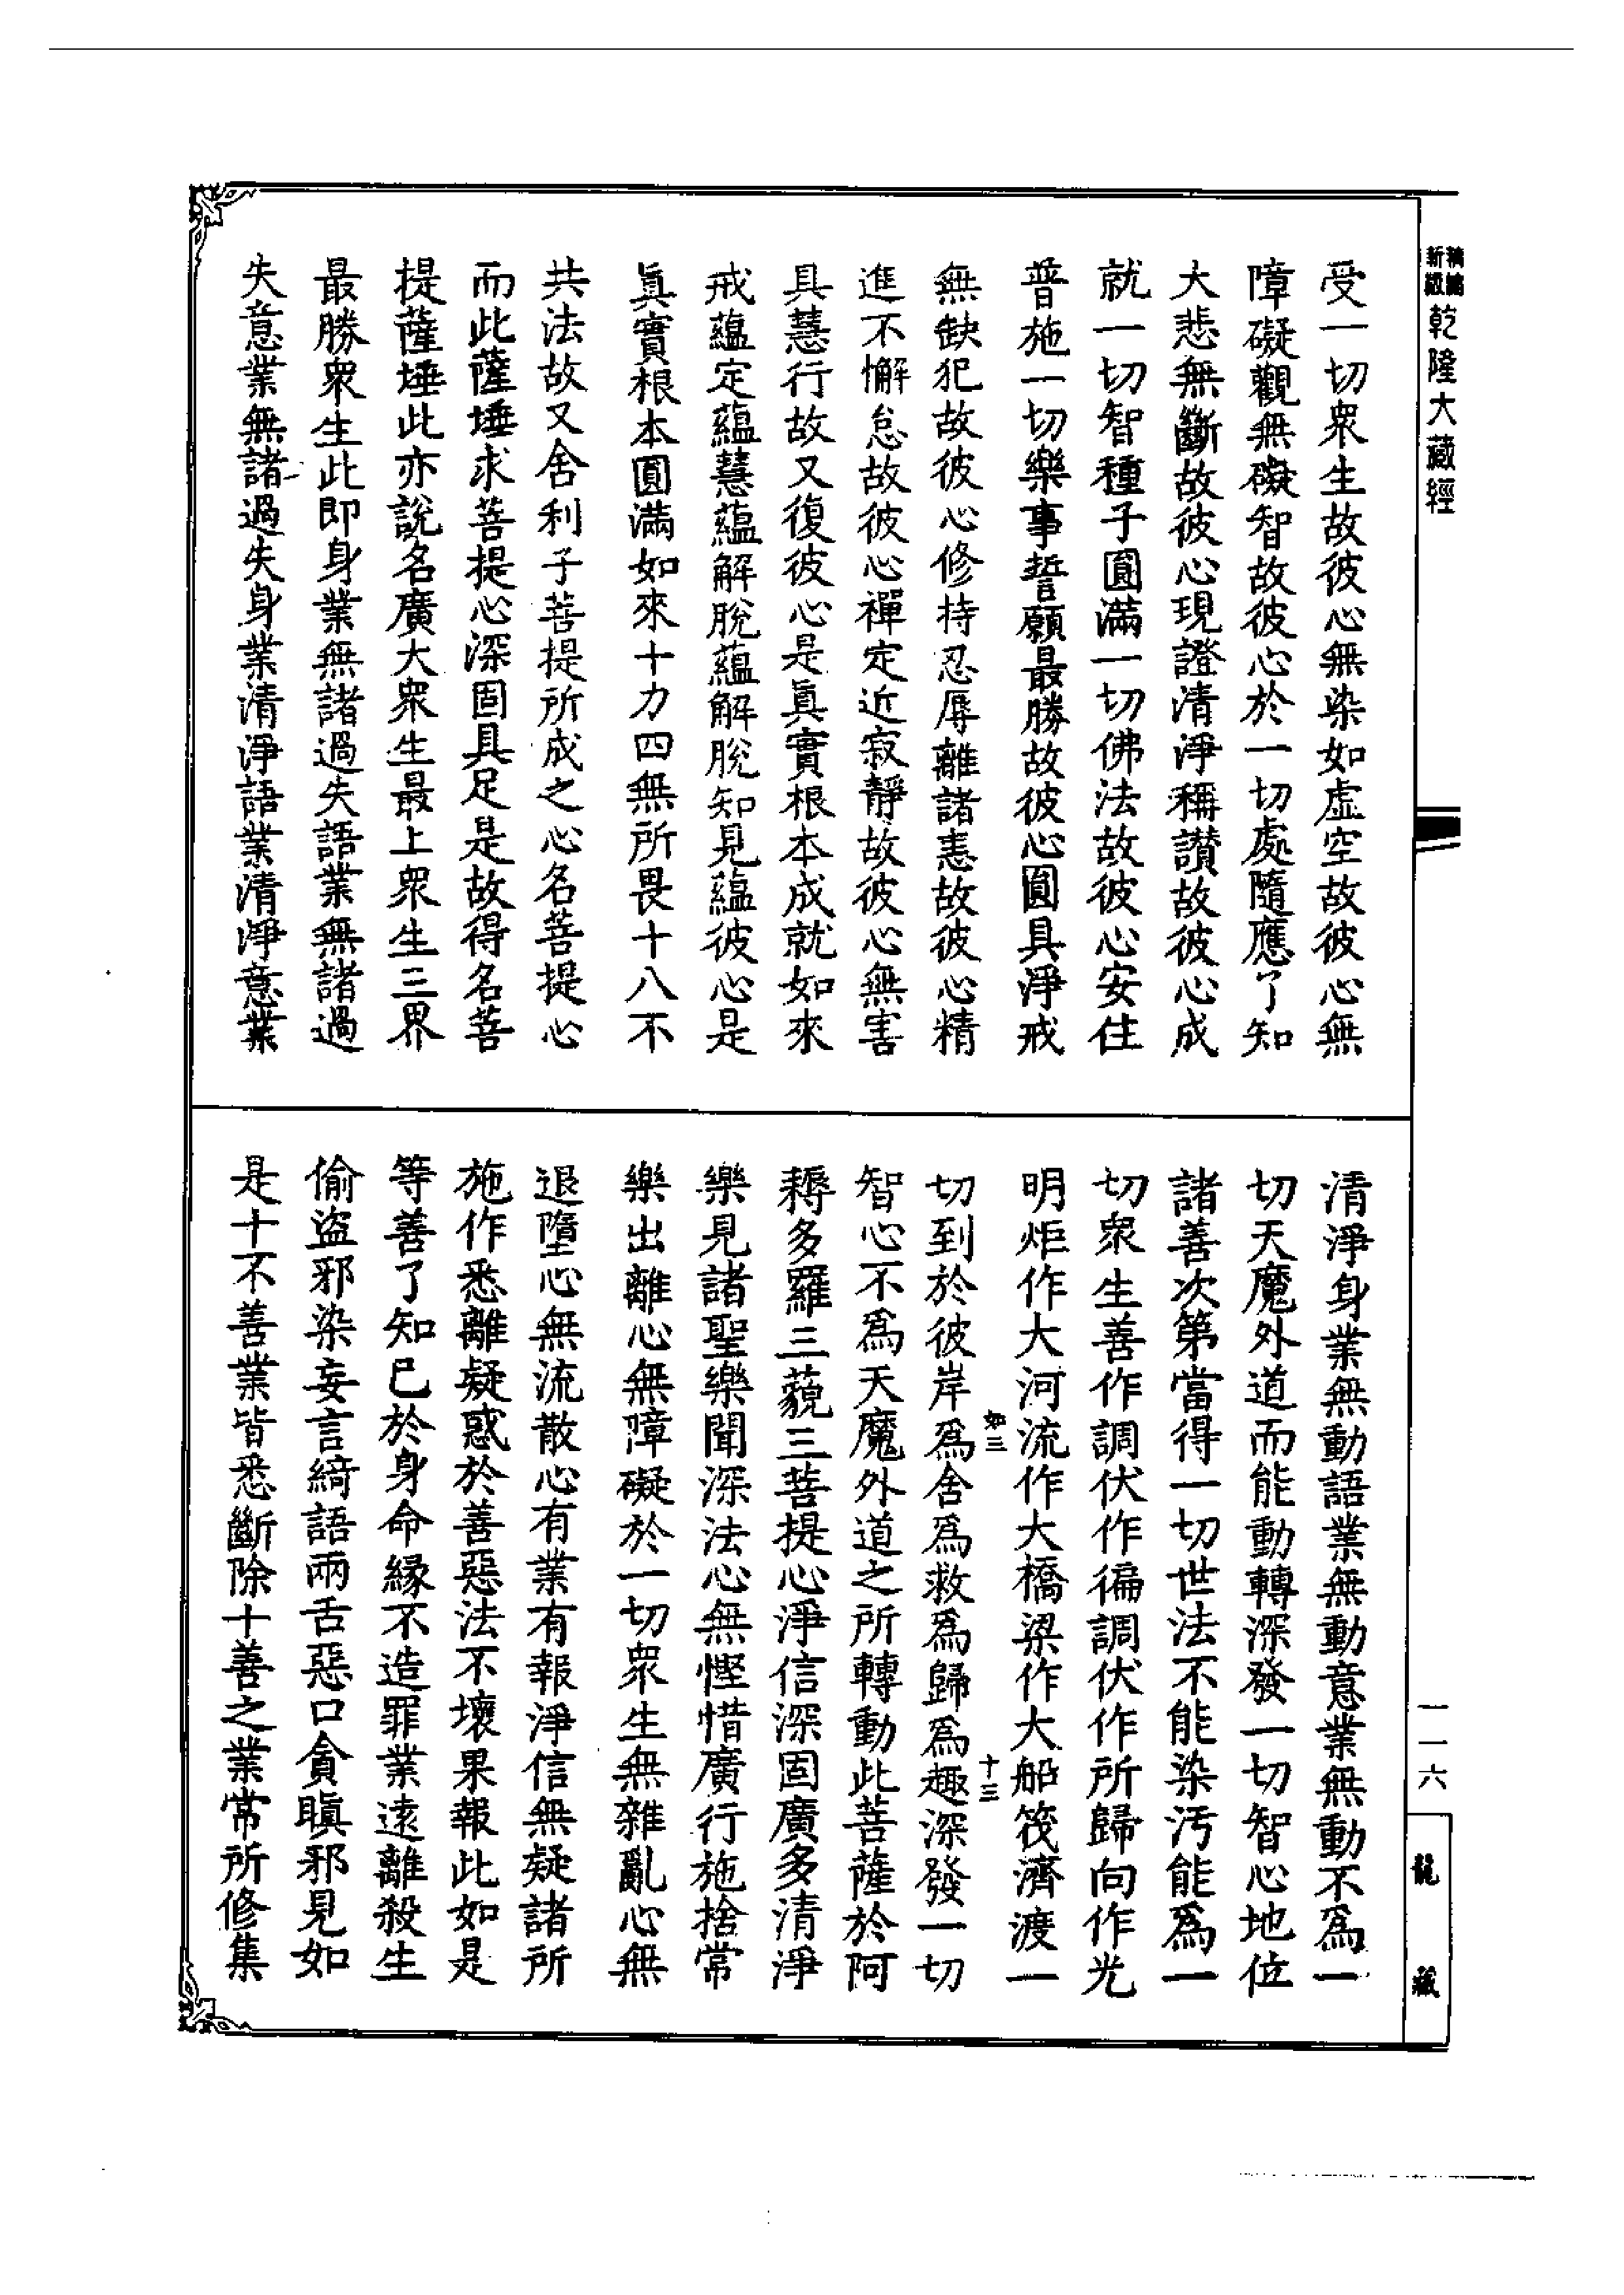 新編縮編乾隆大藏經
受一切衆生故彼心無染如虛空故彼心無
障礙觀無礙智故彼心於一切處隨應了知
大悲無斷故彼心現證清淨稱讚故彼心成
就一切智種子圓滿一切佛法故彼心安住
普施一切樂事誓願最勝故彼心圓具淨戒
無缺犯故彼心修持忍辱離諸恚故彼心精
進不懈怠故彼心禪定近寂靜故彼心無害
具慧行故又復彼心是眞實根本成就如來
戒蘊定蘊慧蘊解脫蘊解脫知見蘊彼心是
眞實根本圓滿如來十力四無所畏十八不
共法故又舍利子菩提所成之心名菩提心
而此薩埵求菩提心深固具足是故得名菩
提薩埵此亦說名廣大衆生最上衆生三界
最勝衆生此即身業無諸過失語業無諸過
失意業無諸過失身業清淨語業清淨意業
清淨身業無動語業無動意業無動不爲一
切天魔外道而能動轉深發一切智心地位
諸善次第當得一切世法不能染汚能爲一
切衆生善作調伏作徧調伏作所歸向作光
明炬作大河流作大橋梁作大船筏濟渡一
如三
十三
切到於彼岸爲舍爲救爲歸爲趣深發一切
智心不爲天魔外道之所轉動此菩薩於阿
耨多羅三藐三菩提心淨信深固廣多清淨
樂見諸聖樂聞深法心無慳惜廣行施捨常
樂出離心無障礙於一切衆生無雜亂心無
退墮心無流散心有業有報淨信無疑諸所
施作悉離疑惑於善惡法不壞果報此如是
等善了知已於身命緣不造罪業遠離殺生
偷盜邪染妄言綺語兩舌惡口貪瞋邪見如
是十不善業皆悉斷除十善之業常所修集
一一六
龍藏